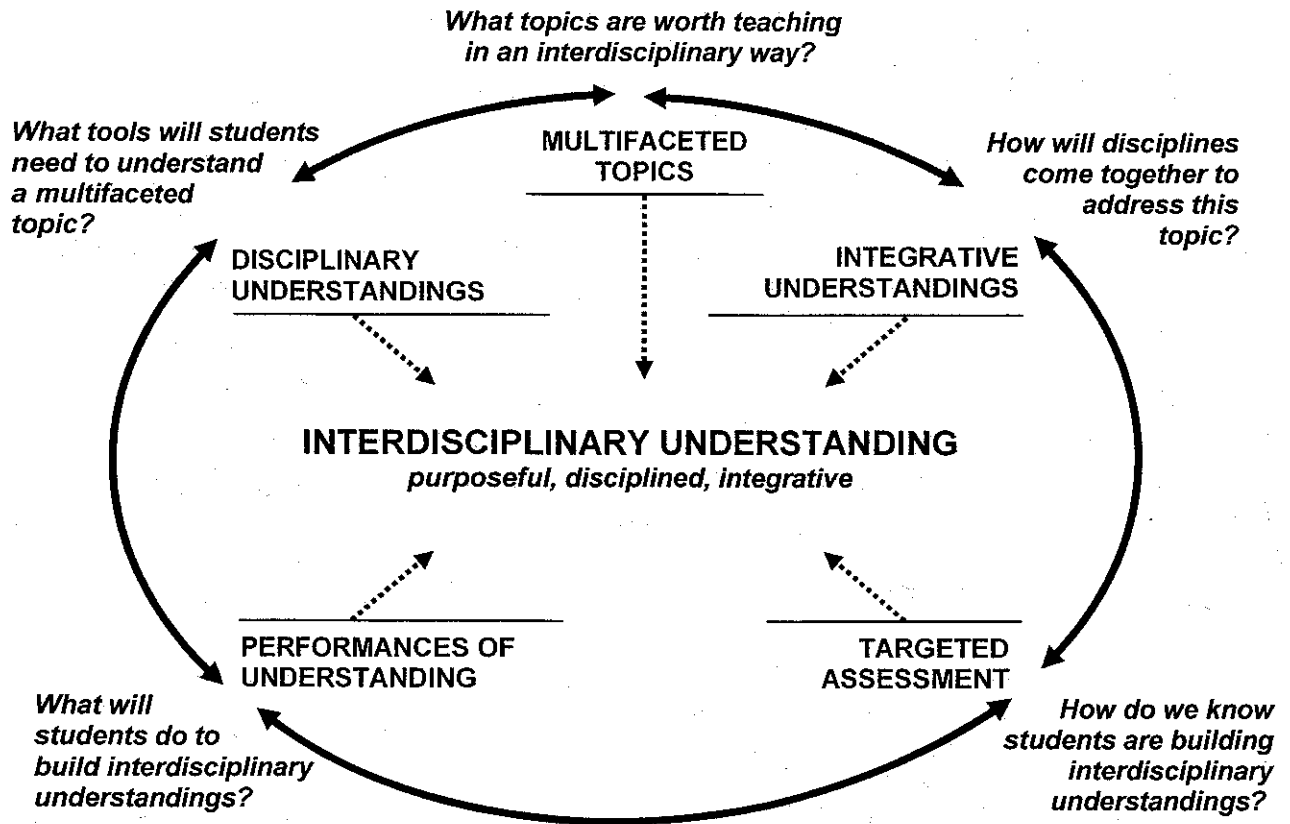 What topics are worth teaching
in an interdisciplinary way?
What tools will students
need to understand
a multifaceted
topic?
MULTIFACETED
TOPICS
How will disciplines
come together to
address this
topic?
DISCIPLINARY
UNDERSTANDINGS
INTEGRATIVE
UNDERSTANDINGS
INTERDISCIPLINARY UNDERSTANDING
purposeful, disciplined, integrative
PERFORMANCES OF
UNDERSTANDING
TARGETED
ASSESSMENT
What will
students do to
build interdisciplinary
understandings?
How do we know
students are building
interdisciplinary
understandings?